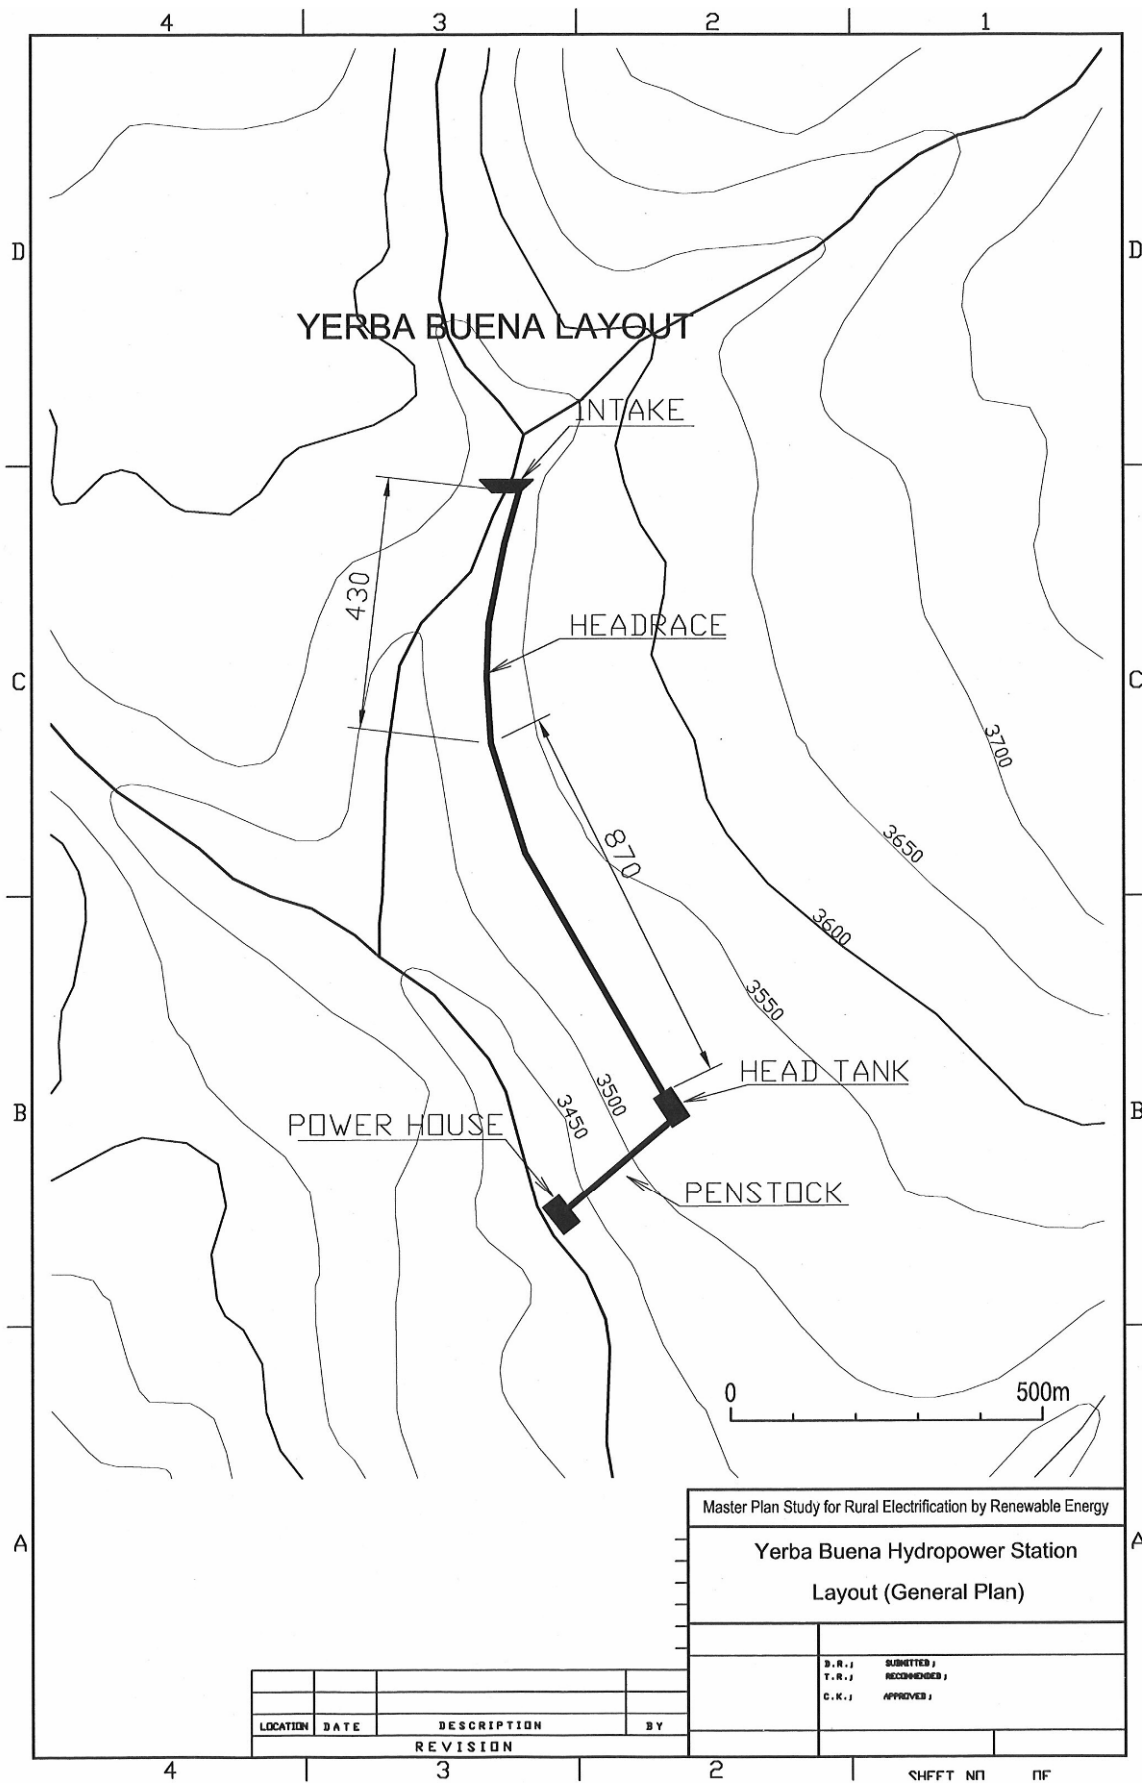 4 3 2 1
D D
YERBA BUENA LAYOUT
INTAKE
430
HEADRACE
C C
3700
870
3650
3600
3550
HEAD TANK
3500
3450
B B
POWER HOUSE
PENSTOCK
0 500m
Master Plan Study for Rural Electrification by Renewable Energy
A A
Yerba Buena Hydropower Station
Layout (General Plan)
D.R.; SUBMITTED;
T.R.; RECOMMENDED;
C.K.; APPROVED;
LOCATION DATE DESCRIPTION BY
REVISION
4 3 2
SHEET NO OF